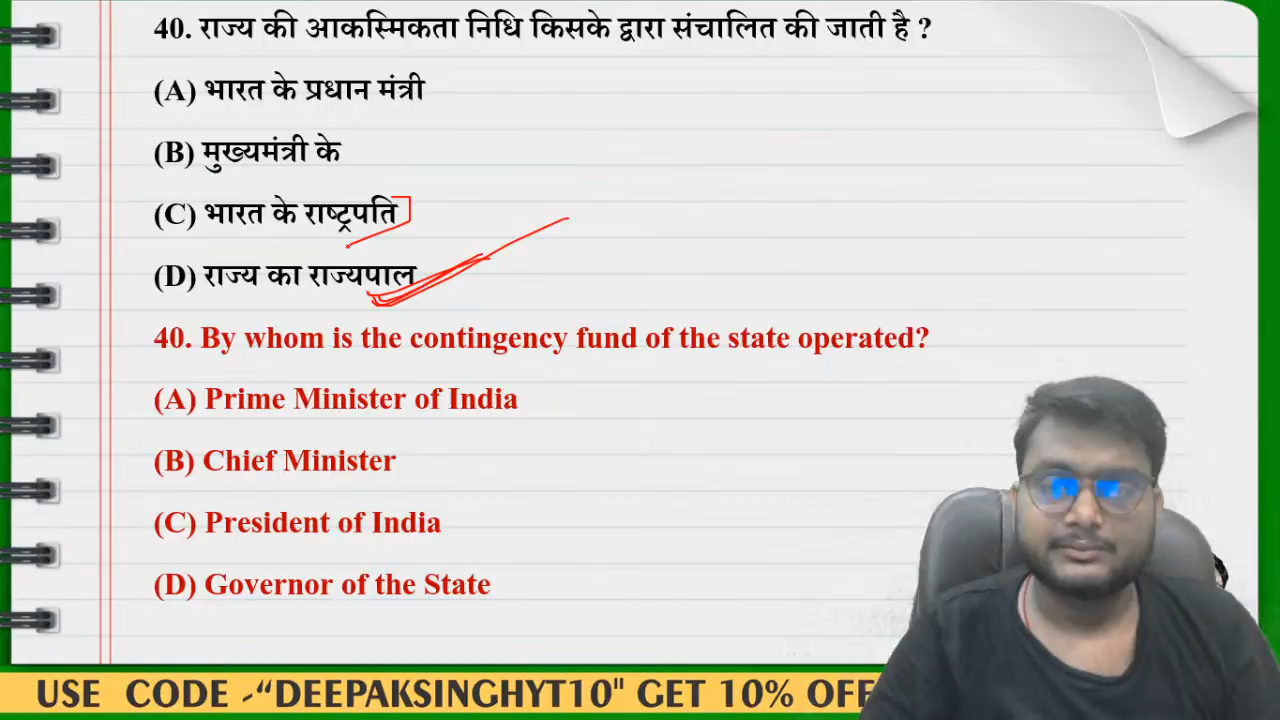 40. राज्य की आकस्मिकता निधि किसके द्वारा संचालित की जाती है ?
(A) भारत के प्रधान मंत्री
(B) मुख्यमंत्री के
(C) भारत के राष्ट्रपति
(D) राज्य का राज्यपाल
40. By whom is the contingency fund of the state operated?
(A) Prime Minister of India
(B) Chief Minister
(C) President of India
(D) Governor of the State
USE CODE -“DEEPAKSINGHYT10" GET 10% OFF